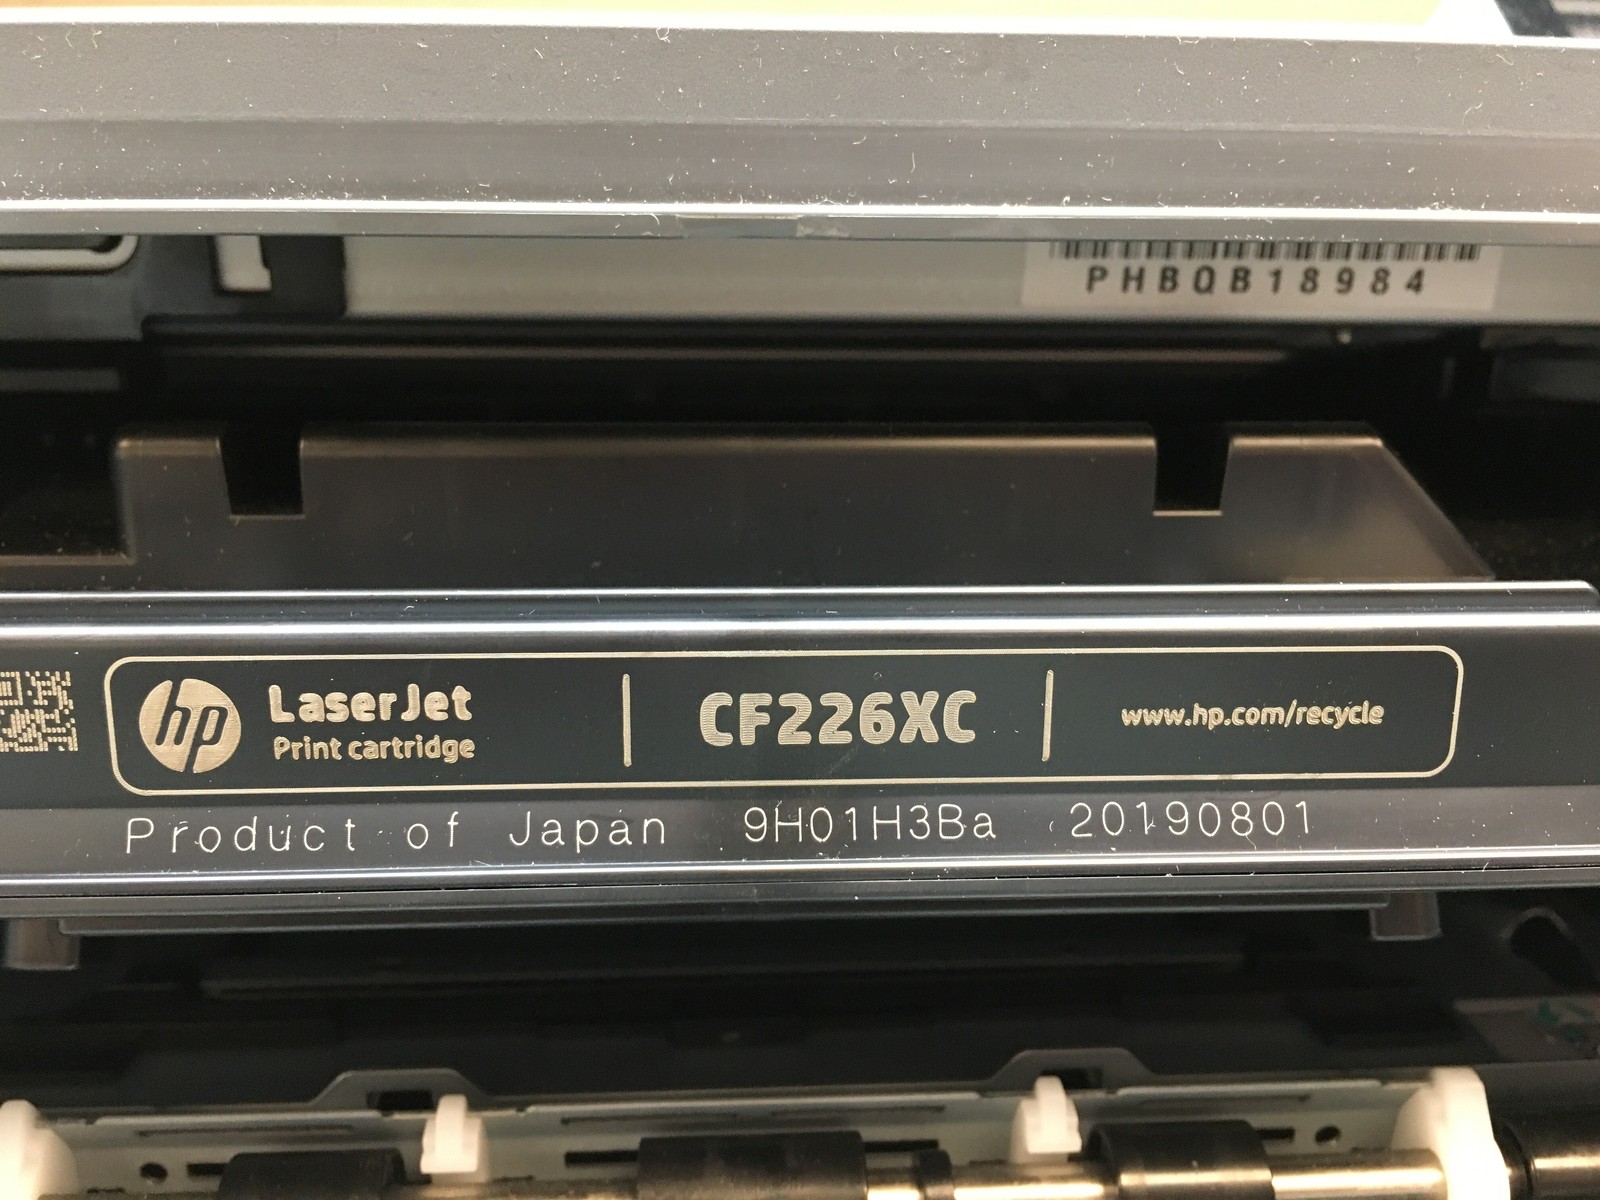 PHBQB18984
hp LaserJet
Print cartridge
CF226XC
www.hp.com/recycle
Product of Japan 9H01H3Ba 20190801